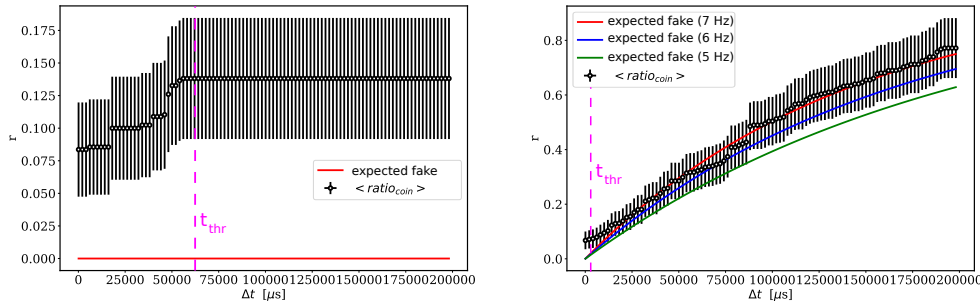 0.175
0.150
0.125
0.100
0.075
0.050
0.025
0.000
r
0 25000 50000 75000 100000 125000 150000 175000 200000
Δt [μs]
t_thr
expected fake
<ratio_coin>
0.8
0.6
0.4
0.2
0.0
r
0 25000 50000 75000 100000 125000 150000 175000 200000
Δt [μs]
expected fake (7 Hz)
expected fake (6 Hz)
expected fake (5 Hz)
<ratio_coin>
t_thr